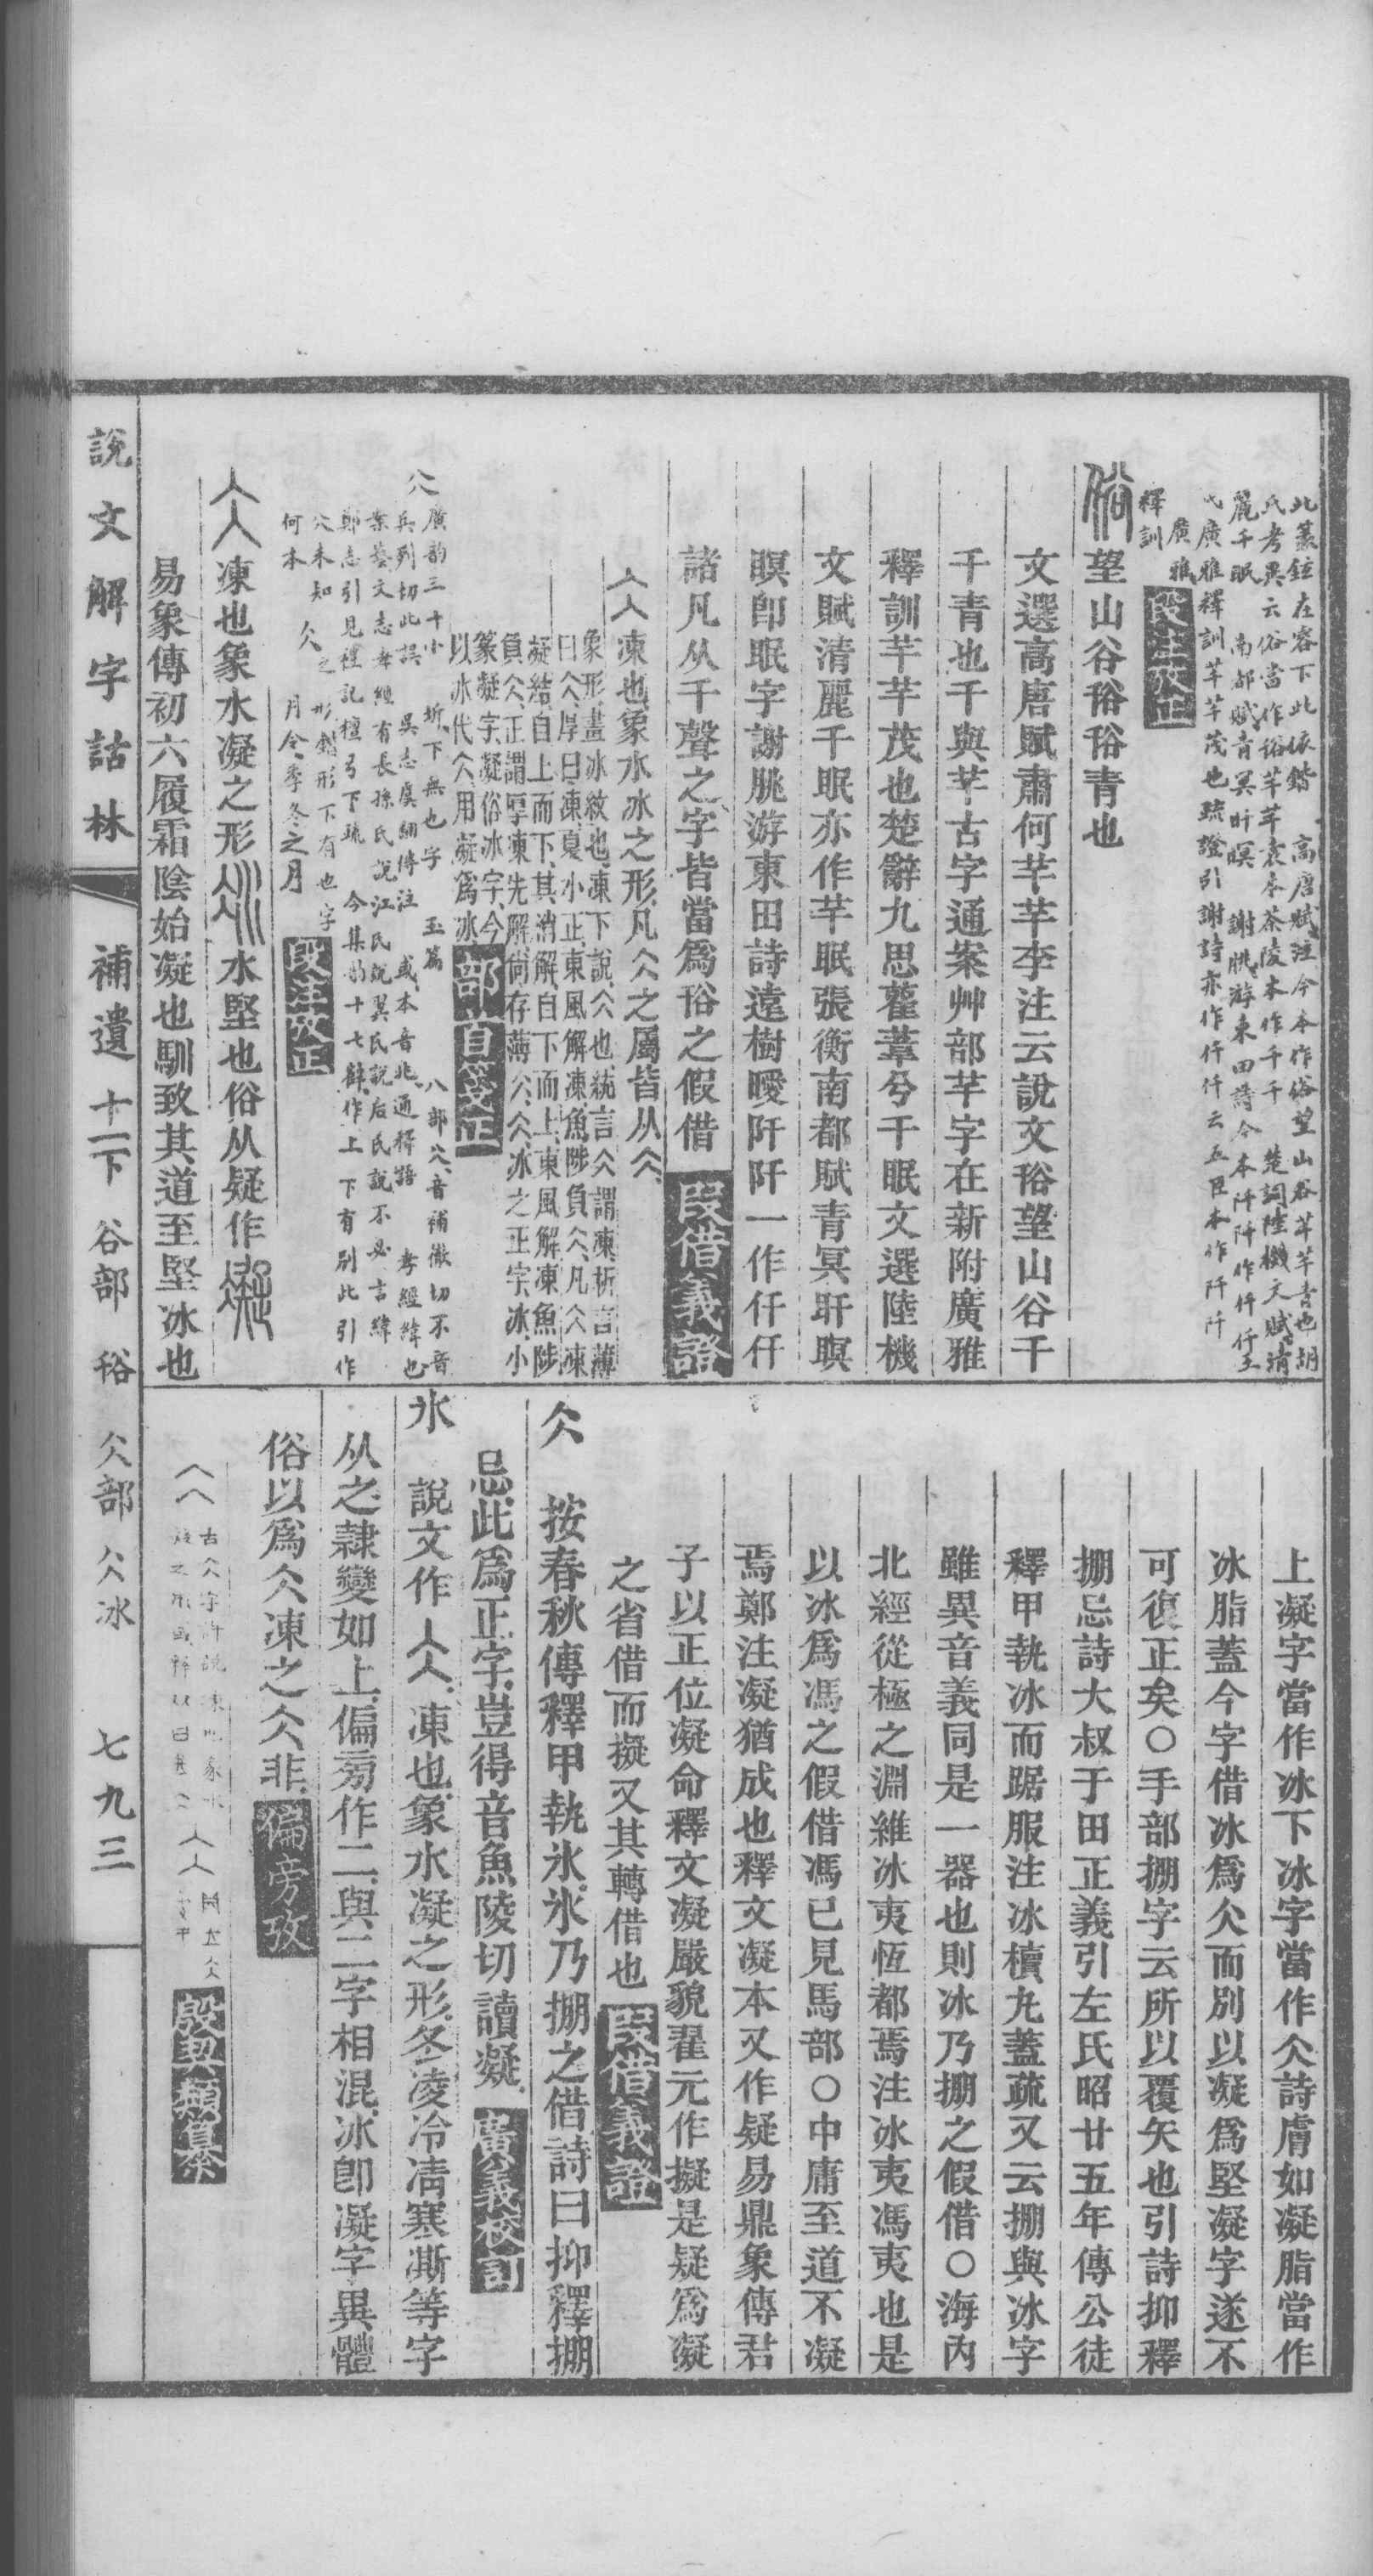 此篆鉉在容下此依鍇　高唐賦注今本作俗望山谷芊芊青也胡
氏考異云俗當作俗芊芊袁本茶陵本作千千　楚詞陸機文賦清
麗千眠　南都賦青冥盰瞑　謝朓游東田詩今本阡阡作仟仟五
氏廣雅釋訓芊芊茂也疏證引謝詩亦作仟仟云五臣本作阡阡
廣雅
釋訓
段注攷正
望山谷谸谸青也
文選高唐賦肅何芊芊李注云說文谸望山谷千
千青也千與芊古字通案艸部芊字在新附廣雅
釋訓芊芊茂也楚辭九思雚葦兮千眠文選陸機
文賦清麗千眠亦作芊眠張衡南都賦青冥盰瞑
瞑卽眠字謝朓游東田詩遠樹曖阡阡一作仟仟
諸凡从千聲之字皆當爲谸之假借　叚借義證
仌凍也象水冰之形凡仌之屬皆从仌
象形畫冰紋也凍下說仌也統言仌謂凍析言薄
曰仌厚曰凍夏小正東風解凍魚陟負仌凡仌凍
凝結自上而下其消解自下而上東風解凍魚陟
負仌正謂厚凍先解尙存薄仌仌冰之正字冰小
篆凝字凝俗冰字今
以冰代仌用凝爲冰
部首箋正
仌廣韵三十小　㘿下無也字　玉篇　八部㕣音補徹切不音
兵列切此誤　吳志虞翻傳注　或本音北通釋語　孝經緯也
案藝文志孝經有長孫氏說江氏說翼氏說后氏說不必言緯
鄭志引見禮記檀弓下疏　今集韵十七薛作上下有別此引作
仌未知　仌之形鍇形下有也字
何本　月令季冬之月
段注攷正
仌凍也象水凝之形　水堅也俗从疑作
易象傳初六履霜陰始凝也馴致其道至堅冰也
上凝字當作冰下冰字當作仌詩膚如凝脂當作
冰脂蓋今字借冰爲仌而別以凝爲堅凝字遂不
可復正矣〇手部掤字云所以覆矢也引詩抑釋
掤忌詩大叔于田正義引左氏昭廿五年傳公徒
釋甲執冰而踞服注冰櫝丸蓋疏又云掤與冰字
雖異音義同是一器也則冰乃掤之假借〇海內
北經從極之淵維冰夷恆都焉注冰夷馮夷也是
以冰爲馮之假借馮已見馬部〇中庸至道不凝
焉鄭注凝猶成也釋文凝本又作疑易鼎象傳君
子以正位凝命釋文凝嚴貌翟元作擬是疑爲凝
之省借而擬又其轉借也　叚借義證
仌　按春秋傳釋甲執氷氷乃掤之借詩曰抑釋掤
忌此爲正字豈得音魚陵切讀凝　廣義校訂
氷　說文作仌凍也象水凝之形冬凌冷凊寒凘等字
从之隷變如上偏旁作二與二字相混冰卽凝字異體
俗以爲仌凍之仌非　偏旁攷
古仌字許說凍也象水
凝之形
同古仌
殷契類纂
說文解字詁林
補遺　十一下　谷部　谸　仌部　仌冰　七九三